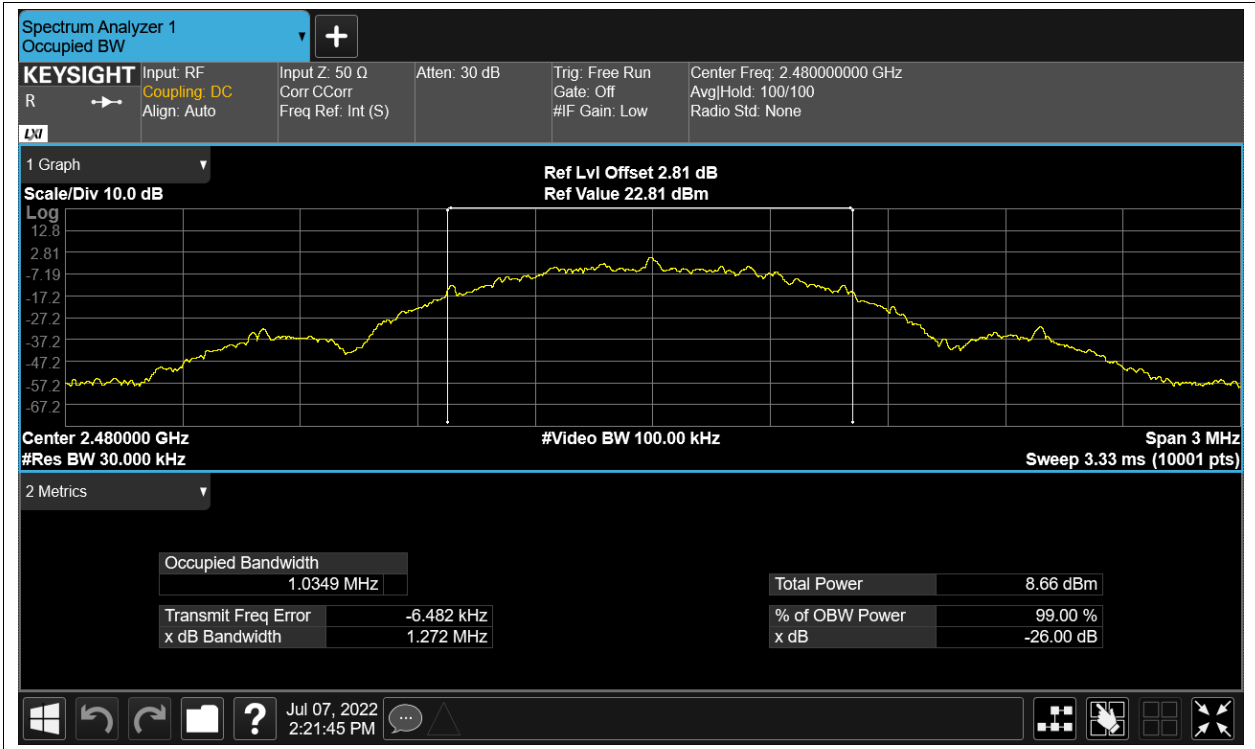 Spectrum Analyzer 1
Occupied BW
+
KEYSIGHT
R
LXI
Input: RF
Coupling: DC
Align: Auto
Input Z: 50 Ω
Corr CCorr
Freq Ref: Int (S)
Atten: 30 dB
Trig: Free Run
Gate: Off
#IF Gain: Low
Center Freq: 2.480000000 GHz
Avg|Hold: 100/100
Radio Std: None
1 Graph
Scale/Div 10.0 dB
Ref Lvl Offset 2.81 dB
Ref Value 22.81 dBm
Log
12.8
2.81
-7.19
-17.2
-27.2
-37.2
-47.2
-57.2
-67.2
Center 2.480000 GHz
#Res BW 30.000 kHz
#Video BW 100.00 kHz
Span 3 MHz
Sweep 3.33 ms (10001 pts)
2 Metrics
Occupied Bandwidth
1.0349 MHz
Transmit Freq Error -6.482 kHz
x dB Bandwidth 1.272 MHz
Total Power 8.66 dBm
% of OBW Power 99.00 %
x dB -26.00 dB
?
Jul 07, 2022
2:21:45 PM